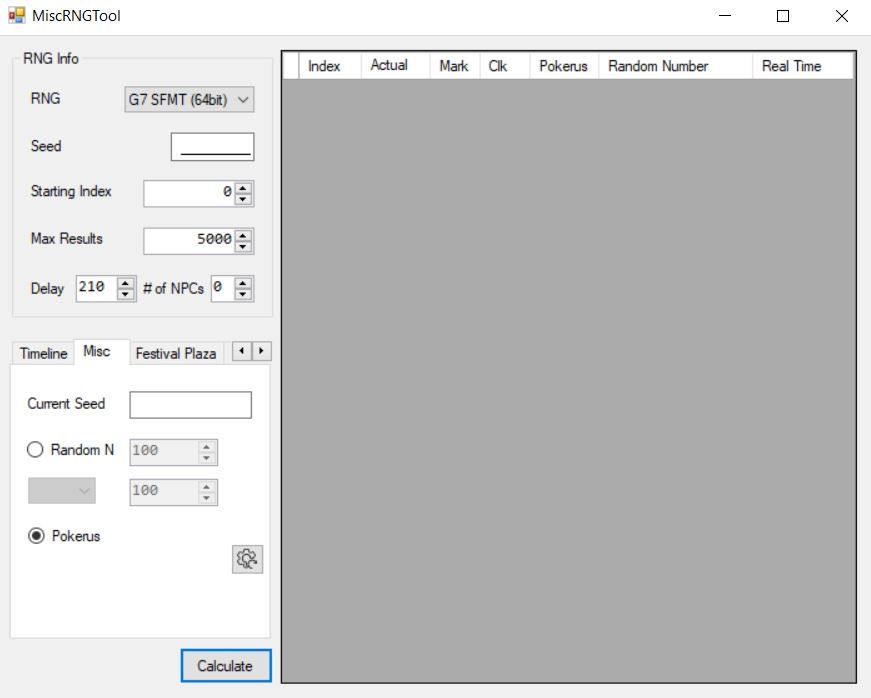 MiscRNGTool
RNG Info
RNG G7 SFMT (64bit)
Seed
Starting Index 0
Max Results 5000
Delay 210 # of NPCs 0
Timeline Misc Festival Plaza
Current Seed
Random N 100
100
Pokerus
Calculate
Index Actual Mark Clk Pokerus Random Number Real Time